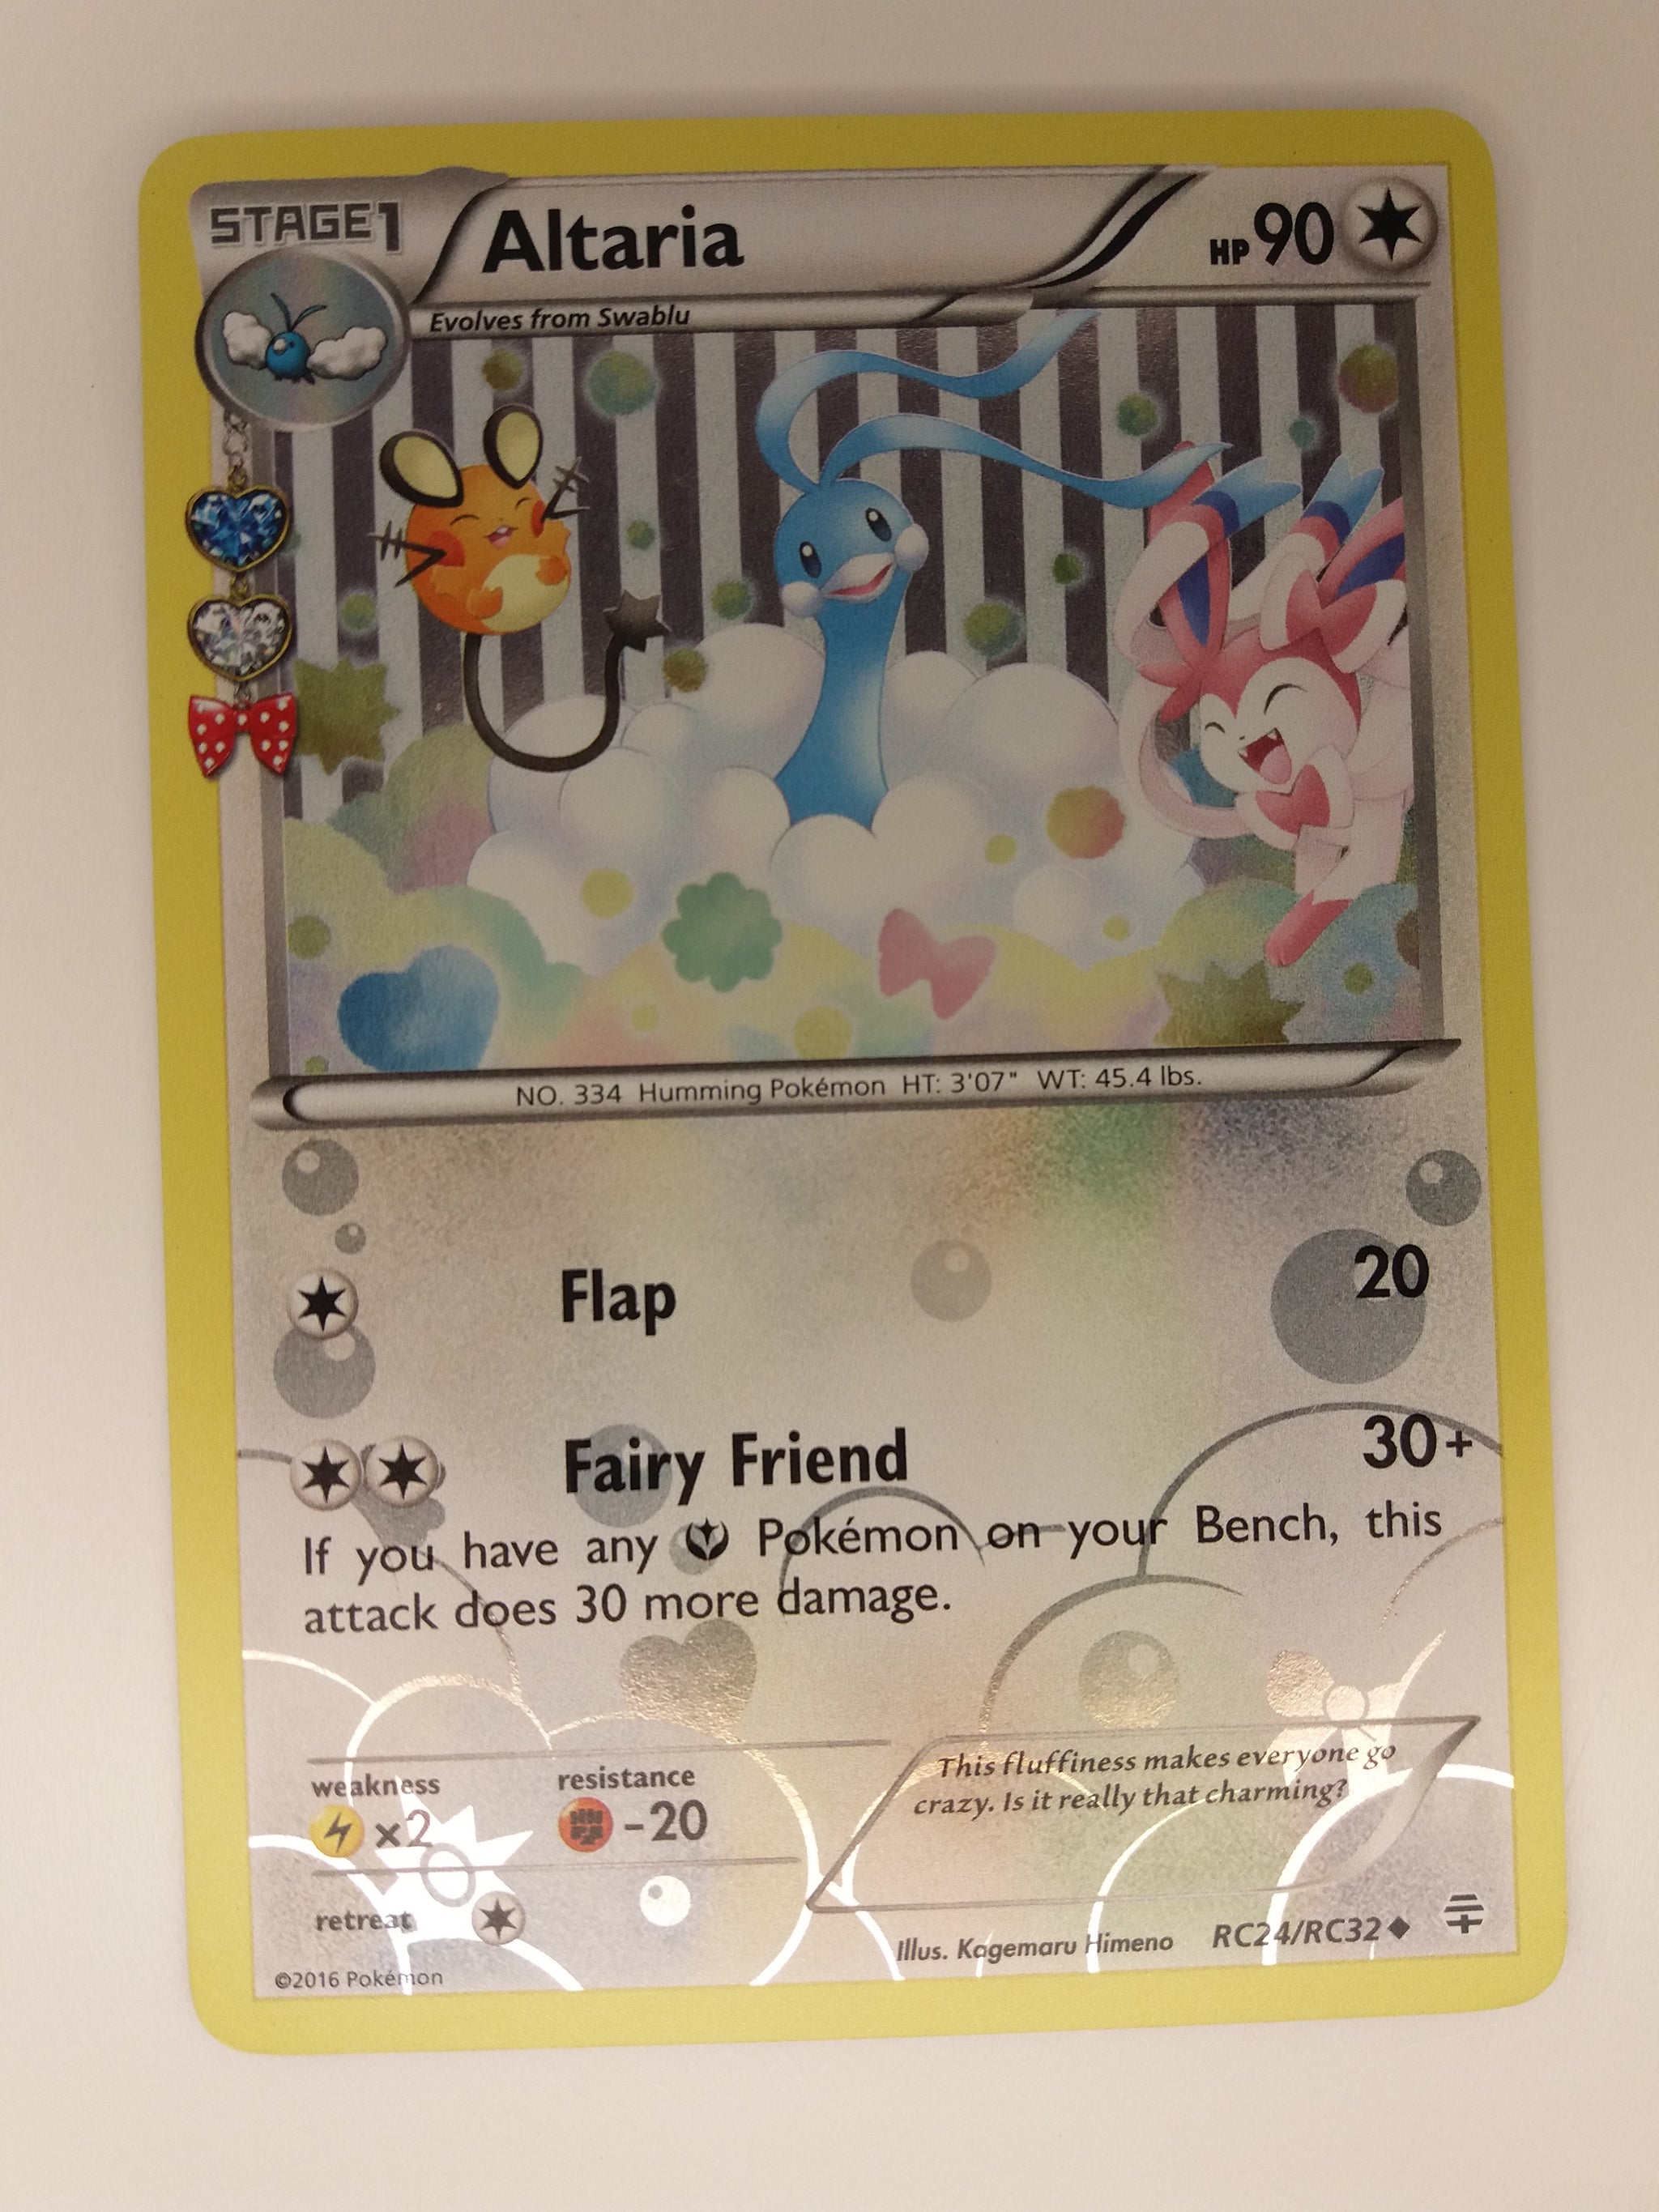 STAGE1 Altaria HP 90
Evolves from Swablu
NO. 334 Humming Pokémon HT: 3'07" WT: 45.4 lbs.
Flap 20
Fairy Friend 30+
If you have any Pokémon on your Bench, this
attack does 30 more damage.
weakness
×2
resistance
-20
retreat
This fluffiness makes everyone go
crazy. Is it really that charming?
Illus. Kagemaru Himeno RC24/RC32
©2016 Pokémon